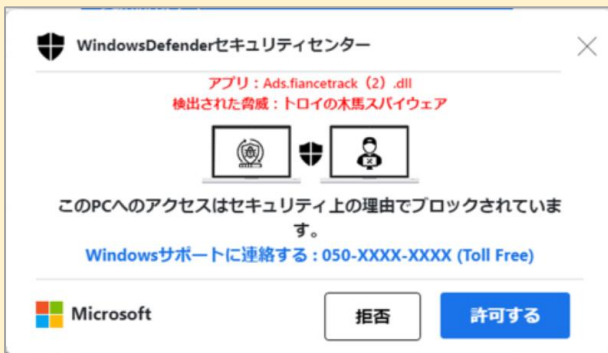 WindowsDefenderセキュリティセンター
アプリ：Ads.fiancetrack（2）.dll
検出された脅威：トロイの木馬スパイウェア
このPCへのアクセスはセキュリティ上の理由でブロックされていま
す。
Windowsサポートに連絡する：050-XXXX-XXXX (Toll Free)
Microsoft
拒否
許可する